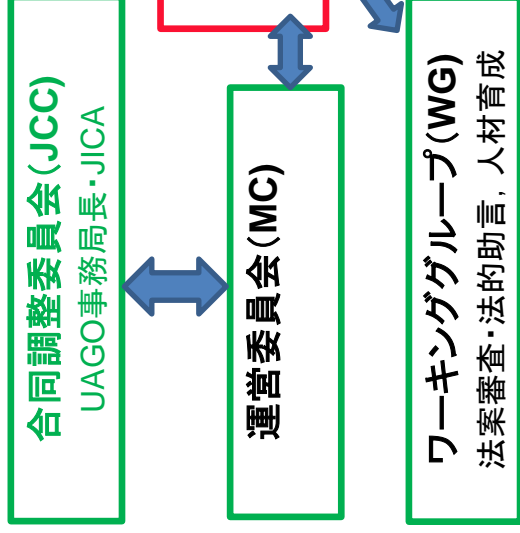 合同調整委員会(JCC)
UAGO事務局長・JICA
運営委員会(MC)
ワーキンググループ(WG)
法案審査・法的助言,人材育成